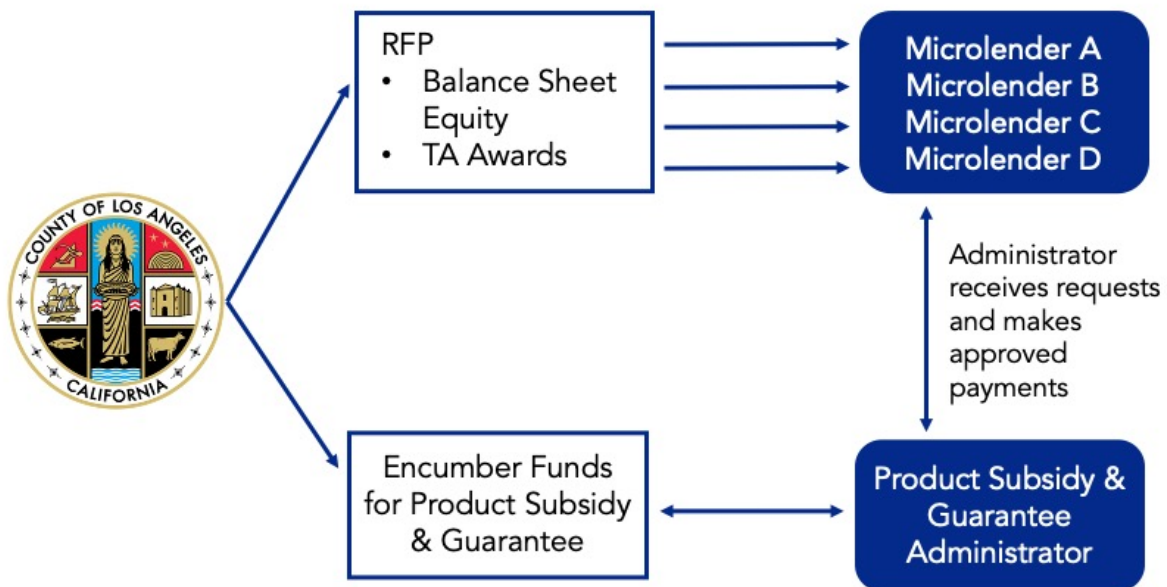 RFP
• Balance Sheet
Equity
• TA Awards
Microlender A
Microlender B
Microlender C
Microlender D
COUNTY OF LOS ANGELES
CALIFORNIA
Administrator
receives requests
and makes
approved
payments
Encumber Funds
for Product Subsidy
& Guarantee
Product Subsidy &
Guarantee
Administrator